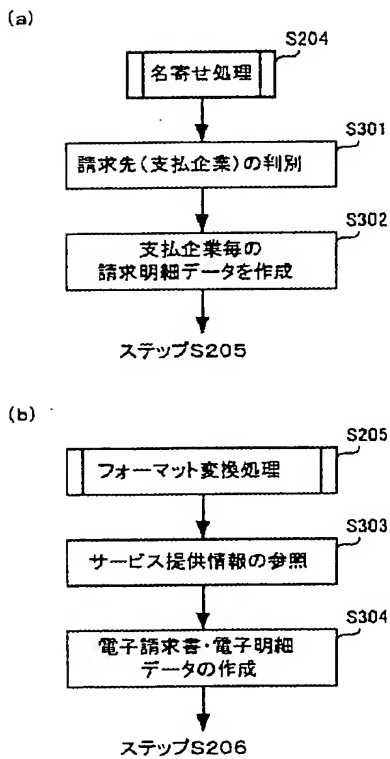 (a)
S204
名寄せ処理
S301
請求先(支払企業)の判別
S302
支払企業毎の
請求明細データを作成
ステップS205
(b)
S205
フォーマット変換処理
S303
サービス提供情報の参照
S304
電子請求書・電子明細
データの作成
ステップS206